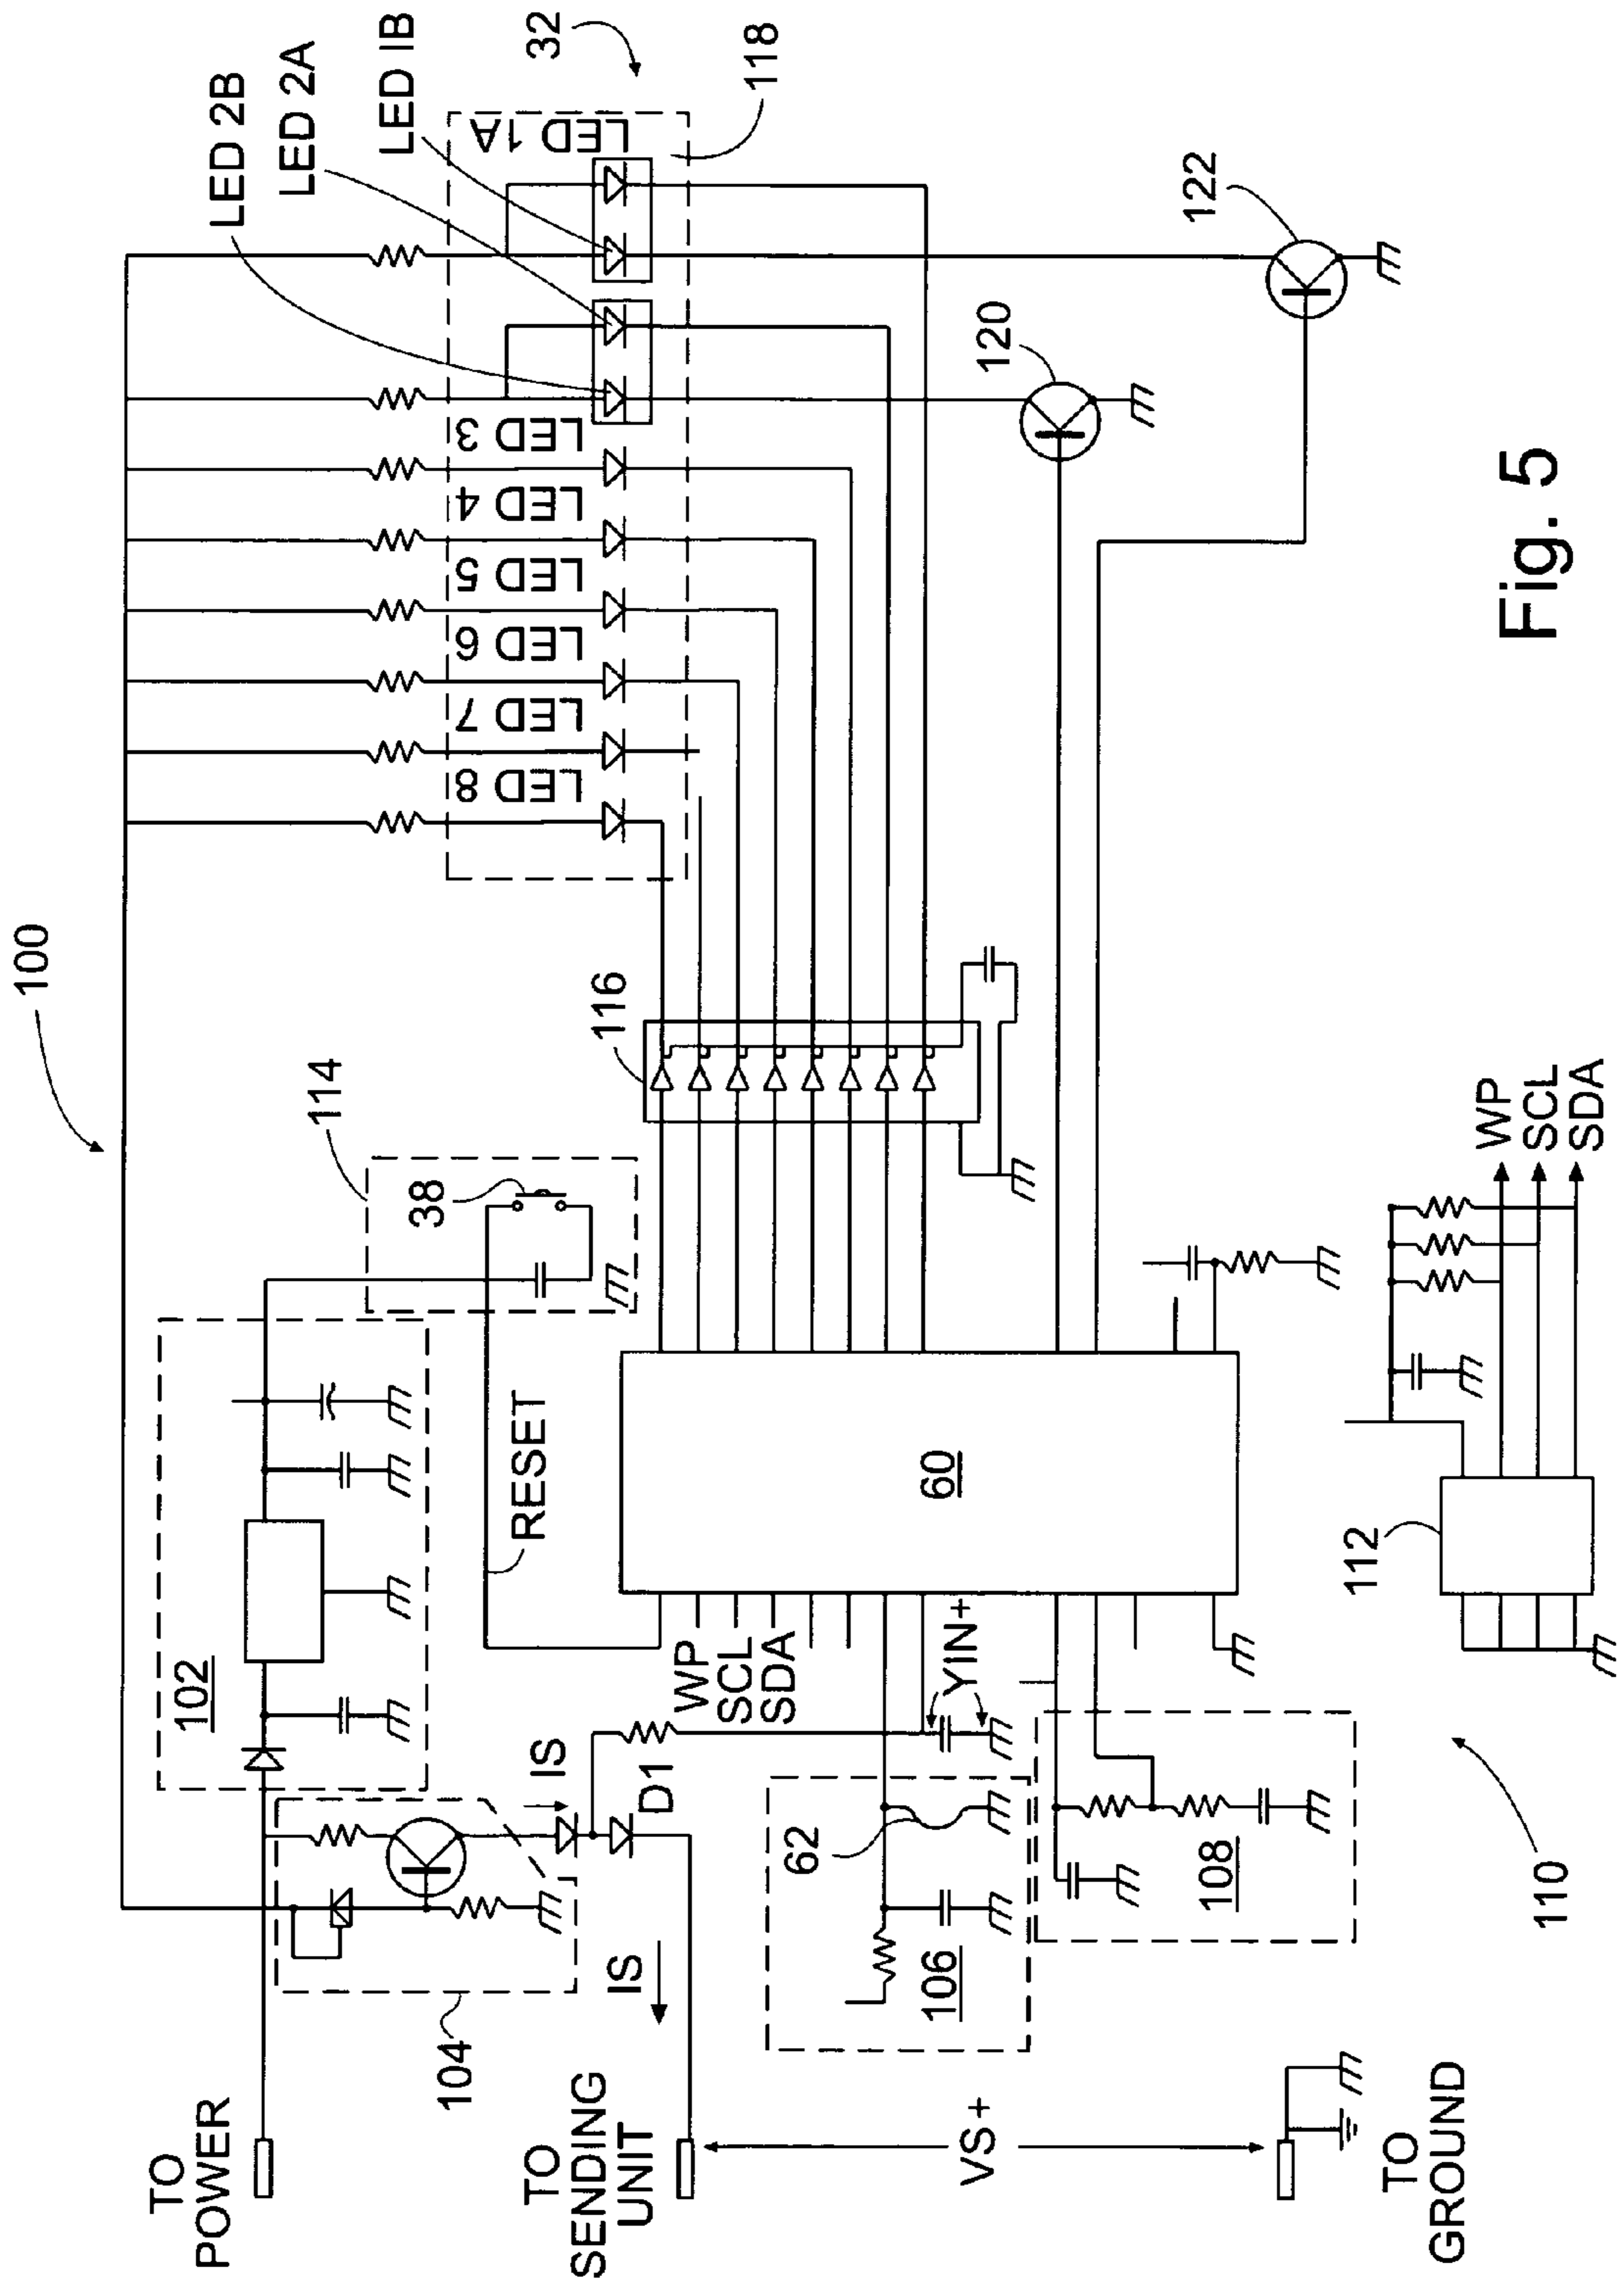 100
32
118
LED 2B
LED 2A
LED IB
LED 1A
LED 3
LED 4
LED 5
LED 6
LED 7
LED 8
122
120
116
114
38
RESET
102
60
WP
SCL
SDA
YIN+
IS
D1
IS
104
62
106
108
110
112
WP
SCL
SDA
TO
POWER
TO
SENDING
UNIT
VS+
TO
GROUND
Fig. 5